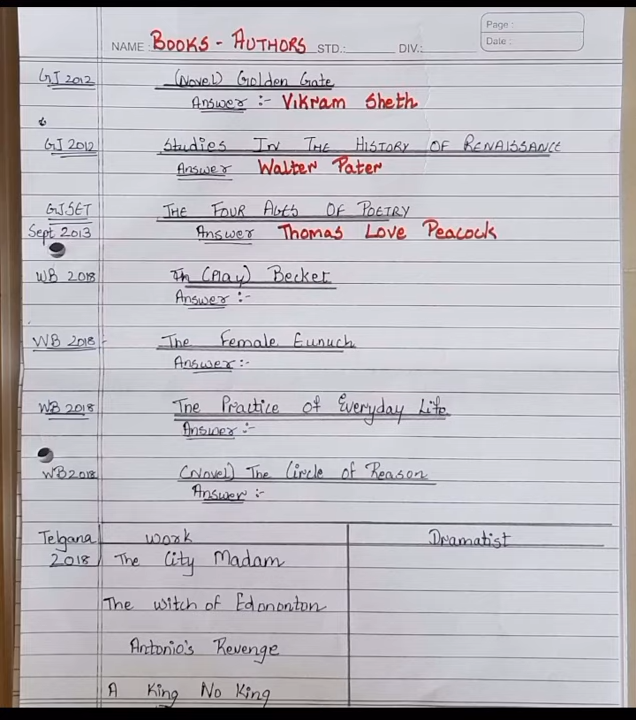 Page :
Date :
NAME : BOOKS - AUTHORS STD.: DIV.:
GJ 2012 (Novel) Golden Gate
Answer :- Vikram Sheth
GJ 2012 Studies In The History of Renaissance
Answer Walter Pater
GJSET The Four Ages of Poetry
Sept 2013 Answer Thomas Love Peacock
WB 2018 (Play) Becket
Answer :-
WB 2018 - The Female Eunuch
Answer :-
WB 2018 The Practice of Everyday Life
Answer :-
WB 2018 (Novel) The Circle of Reason
Answer :-
Telgana Work Dramatist
2018 The City Madam
The Witch of Edononton
Antonio's Revenge
A King No King